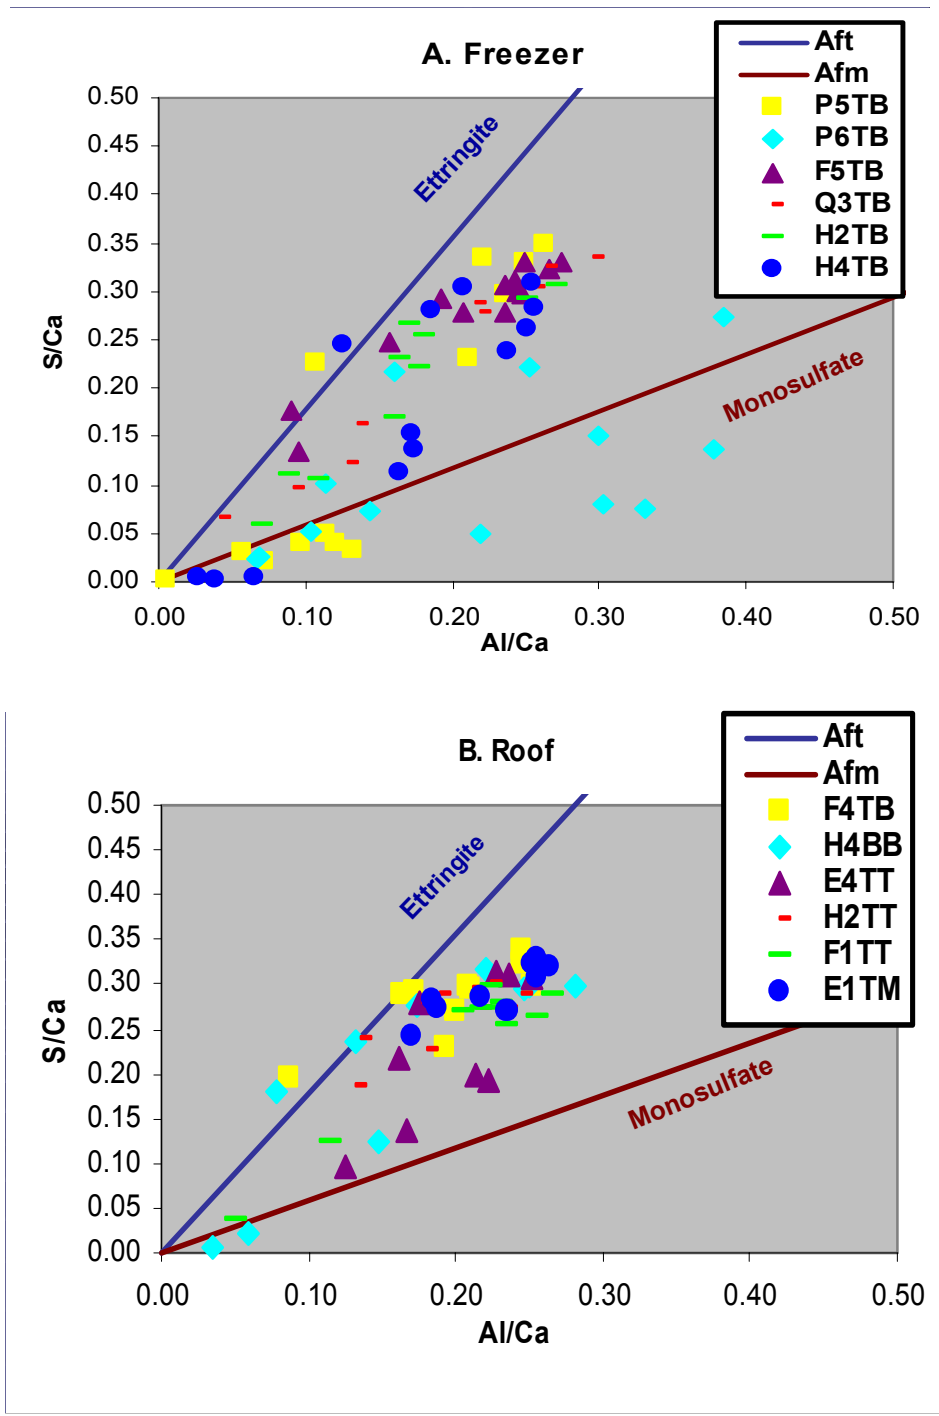 A. Freezer
Aft
Afm
P5TB
P6TB
F5TB
Q3TB
H2TB
H4TB
0.50
0.45
0.40
0.35
0.30
0.25
0.20
0.15
0.10
0.05
0.00
S/Ca
Ettringite
Monosulfate
0.00 0.10 0.20 0.30 0.40 0.50
Al/Ca
B. Roof
Aft
Afm
F4TB
H4BB
E4TT
H2TT
F1TT
E1TM
0.50
0.45
0.40
0.35
0.30
0.25
0.20
0.15
0.10
0.05
0.00
S/Ca
Ettringite
Monosulfate
0.00 0.10 0.20 0.30 0.40 0.50
Al/Ca